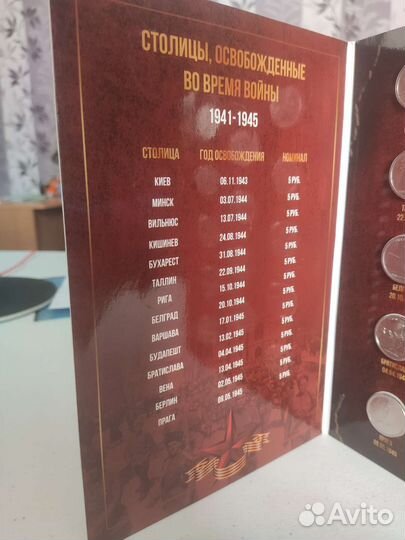 СТОЛИЦЫ, ОСВОБОЖДЕННЫЕ
ВО ВРЕМЯ ВОЙНЫ
1941-1945
СТОЛИЦА ГОД ОСВОБОЖДЕНИЯ НОМИНАЛ
КИЕВ 06.11.1943 5 РУБ.
МИНСК 03.07.1944 5 РУБ.
ВИЛЬНЮС 13.07.1944 5 РУБ.
КИШИНЕВ 24.08.1944 5 РУБ.
БУХАРЕСТ 31.08.1944 5 РУБ.
ТАЛЛИН 22.09.1944 5 РУБ.
РИГА 15.10.1944 5 РУБ.
БЕЛГРАД 20.10.1944 5 РУБ.
ВАРШАВА 17.01.1945 5 РУБ.
БУДАПЕШТ 13.02.1945 5 РУБ.
БРАТИСЛАВА 04.04.1945 5 РУБ.
ВЕНА 13.04.1945 5 РУБ.
БЕРЛИН 02.05.1945 5 РУБ.
ПРАГА 09.05.1945 5 РУБ.
Avito